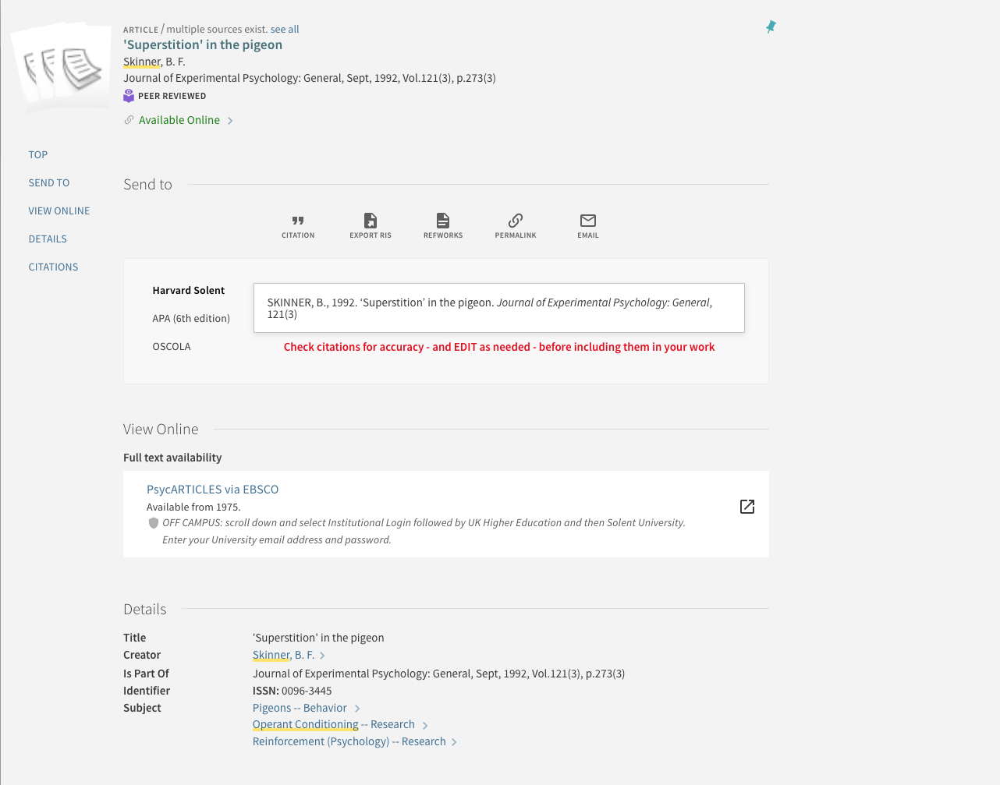 ARTICLE / multiple sources exist. see all
'Superstition' in the pigeon
Skinner, B. F.
Journal of Experimental Psychology: General, Sept, 1992, Vol.121(3), p.273(3)
PEER REVIEWED
Available Online
TOP
SEND TO
VIEW ONLINE
DETAILS
CITATIONS
Send to
CITATION
EXPORT RIS
REFWORKS
PERMALINK
EMAIL
Harvard Solent
APA (6th edition)
OSCOLA
SKINNER, B., 1992. ‘Superstition’ in the pigeon. Journal of Experimental Psychology: General,
121(3)
Check citations for accuracy - and EDIT as needed - before including them in your work
View Online
Full text availability
PsycARTICLES via EBSCO
Available from 1975.
OFF CAMPUS: scroll down and select Institutional Login followed by UK Higher Education and then Solent University.
Enter your University email address and password.
Details
Title 'Superstition' in the pigeon
Creator Skinner, B. F.
Is Part Of Journal of Experimental Psychology: General, Sept, 1992, Vol.121(3), p.273(3)
Identifier ISSN: 0096-3445
Subject Pigeons -- Behavior
Operant Conditioning -- Research
Reinforcement (Psychology) -- Research